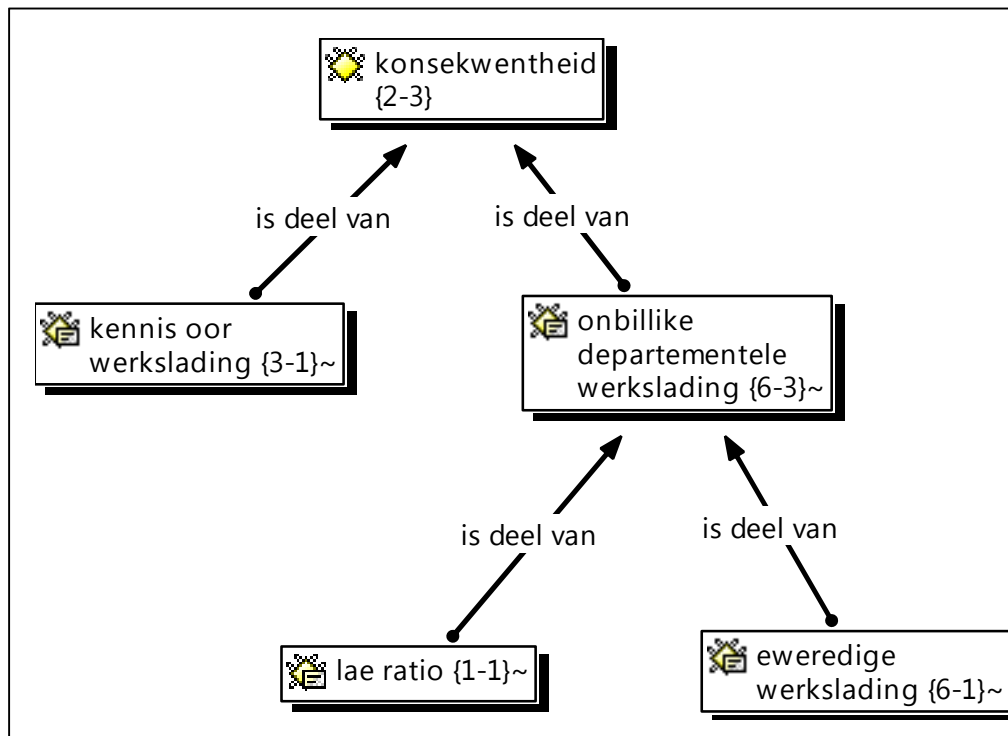 konsekwentheid
{2-3}
is deel van
is deel van
kennis oor
werkslading {3-1}~
onbillike
departementele
werkslading {6-3}~
is deel van
is deel van
lae ratio {1-1}~
eweredige
werkslading {6-1}~